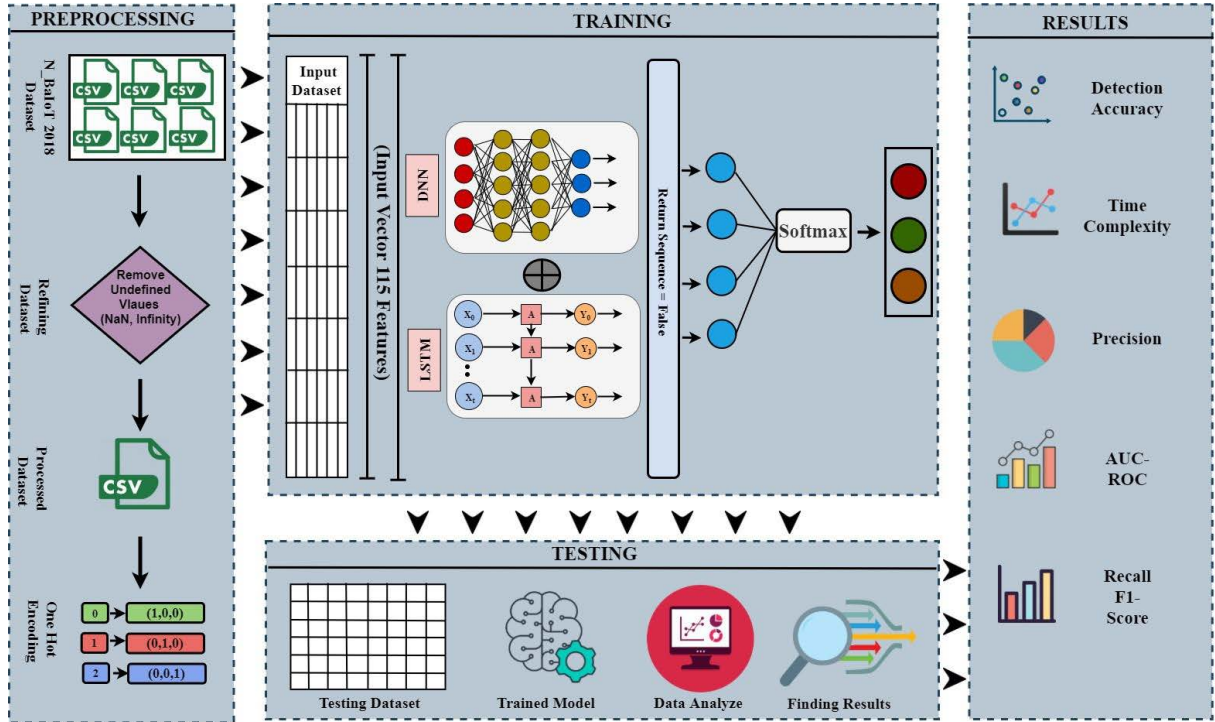 PREPROCESSING
N_BaIoT 2018
Dataset
CSV
CSV
CSV
CSV
CSV
CSV
Refining
Dataset
Remove
Undefined
Vlaues
(NaN, Infinity)
Processed
Dataset
CSV
One Hot
Encoding
0
(1,0,0)
1
(0,1,0)
2
(0,0,1)
TRAINING
Input
Dataset
(Input Vector 115 Features)
DNN
LSTM
X0
A
Y0
X1
A
Y1
Xt
A
Yt
Return Sequence = False
Softmax
TESTING
Testing Dataset
Trained Model
Data Analyze
Finding Results
RESULTS
Detection
Accuracy
Time
Complexity
Precision
AUC-
ROC
Recall
F1-
Score